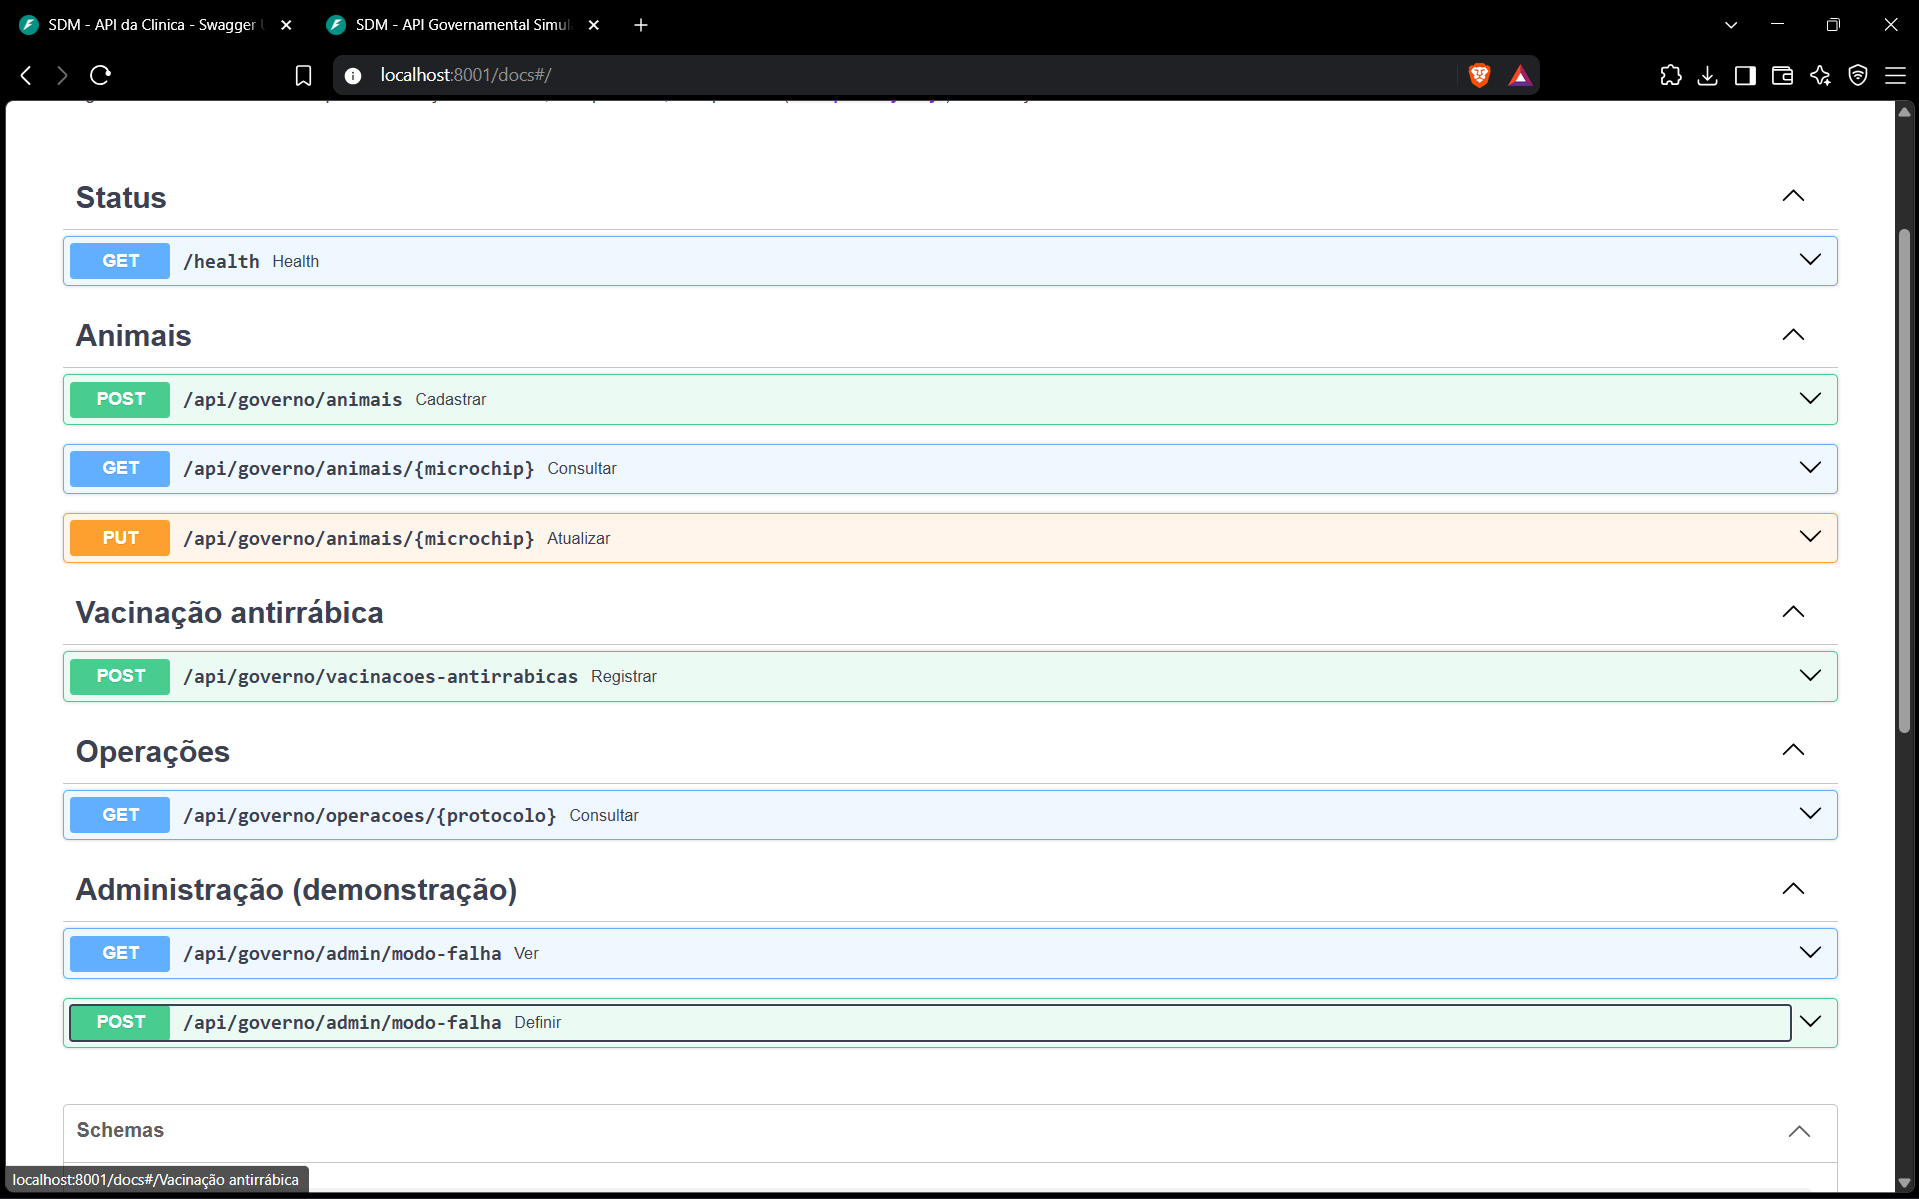 SDM - API da Clinica - Swagger
SDM - API Governamental Simul
localhost:8001/docs#/
Status
GET /health Health
Animais
POST /api/governo/animais Cadastrar
GET /api/governo/animais/{microchip} Consultar
PUT /api/governo/animais/{microchip} Atualizar
Vacinação antirrábica
POST /api/governo/vacinacoes-antirrabicas Registrar
Operações
GET /api/governo/operacoes/{protocolo} Consultar
Administração (demonstração)
GET /api/governo/admin/modo-falha Ver
POST /api/governo/admin/modo-falha Definir
Schemas
localhost:8001/docs#/Vacinação antirrábica